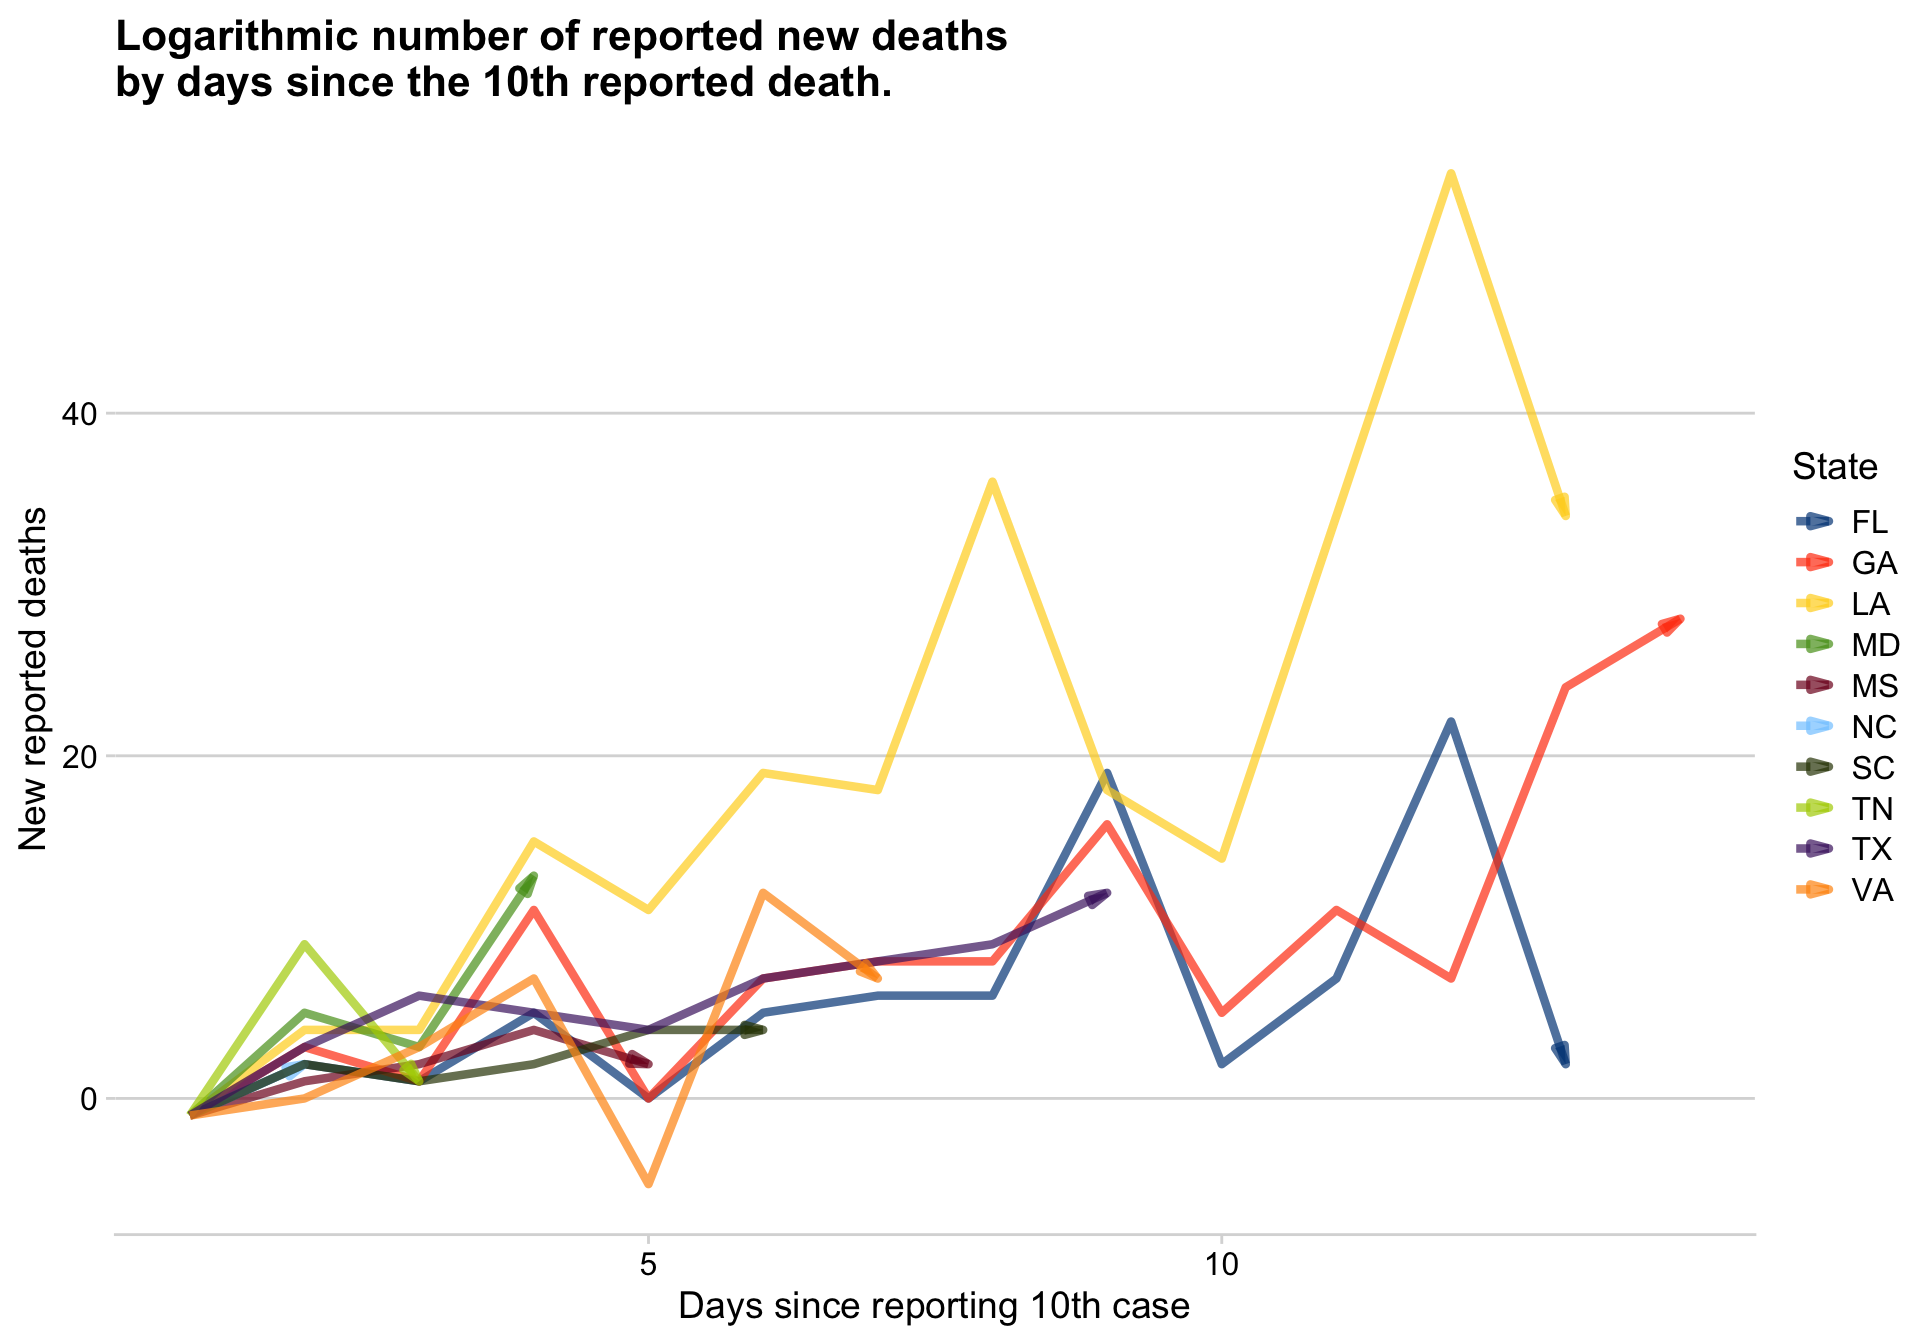 Logarithmic number of reported new deaths
by days since the 10th reported death.
New reported deaths
40
20
0
5
10
Days since reporting 10th case
State
FL
GA
LA
MD
MS
NC
SC
TN
TX
VA